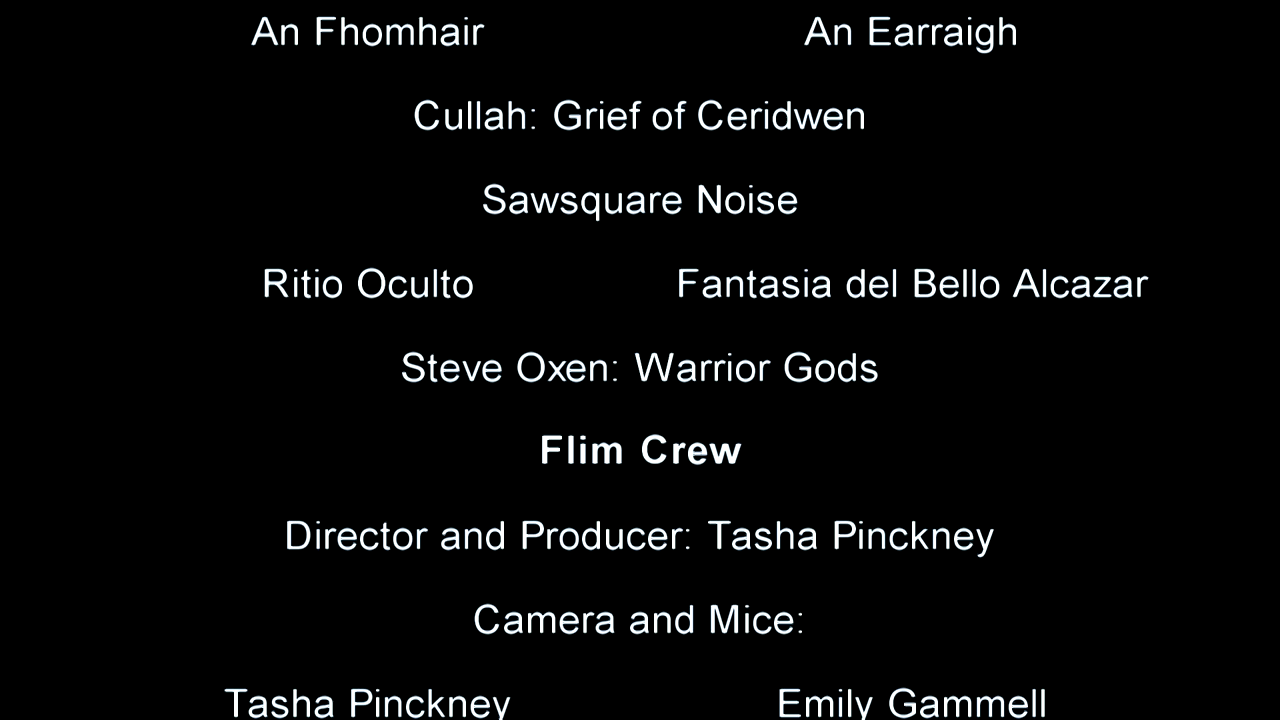 An Fhomhair An Earraigh
Cullah: Grief of Ceridwen
Sawsquare Noise
Ritio Oculto Fantasia del Bello Alcazar
Steve Oxen: Warrior Gods
Flim Crew
Director and Producer: Tasha Pinckney
Camera and Mice:
Tasha Pinckney Emily Gammell